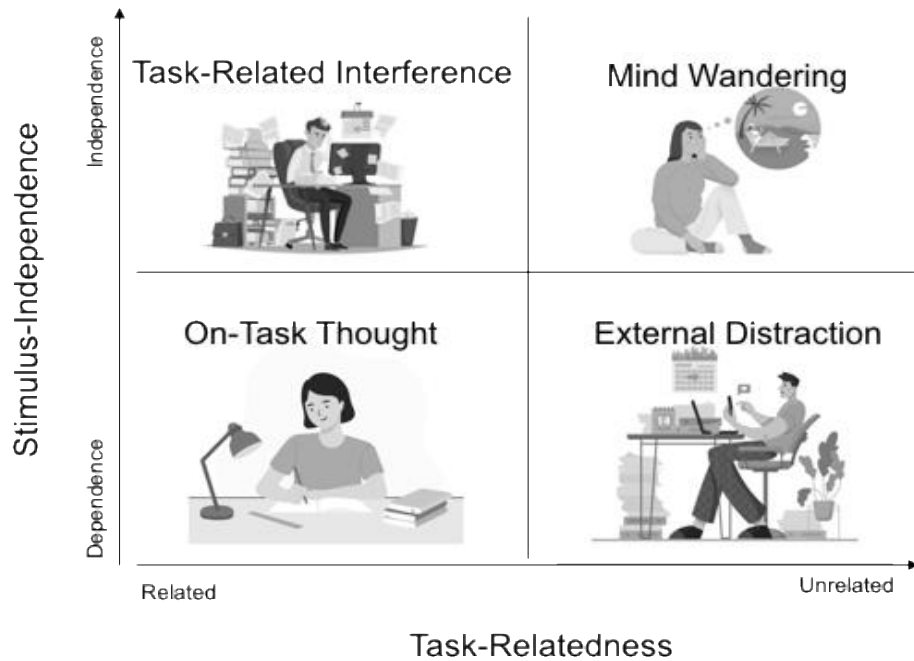 Stimulus-Independence
Independence
Dependence
Task-Related Interference
Mind Wandering
On-Task Thought
External Distraction
Related
Unrelated
Task-Relatedness